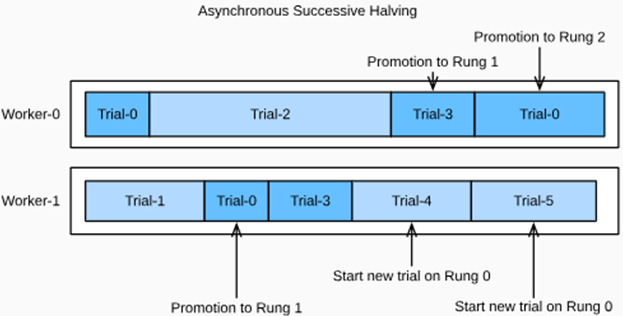 Asynchronous Successive Halving
Promotion to Rung 2
Promotion to Rung 1
Worker-0
Trial-0
Trial-2
Trial-3
Trial-0
Worker-1
Trial-1
Trial-0
Trial-3
Trial-4
Trial-5
Start new trial on Rung 0
Promotion to Rung 1
Start new trial on Rung 0